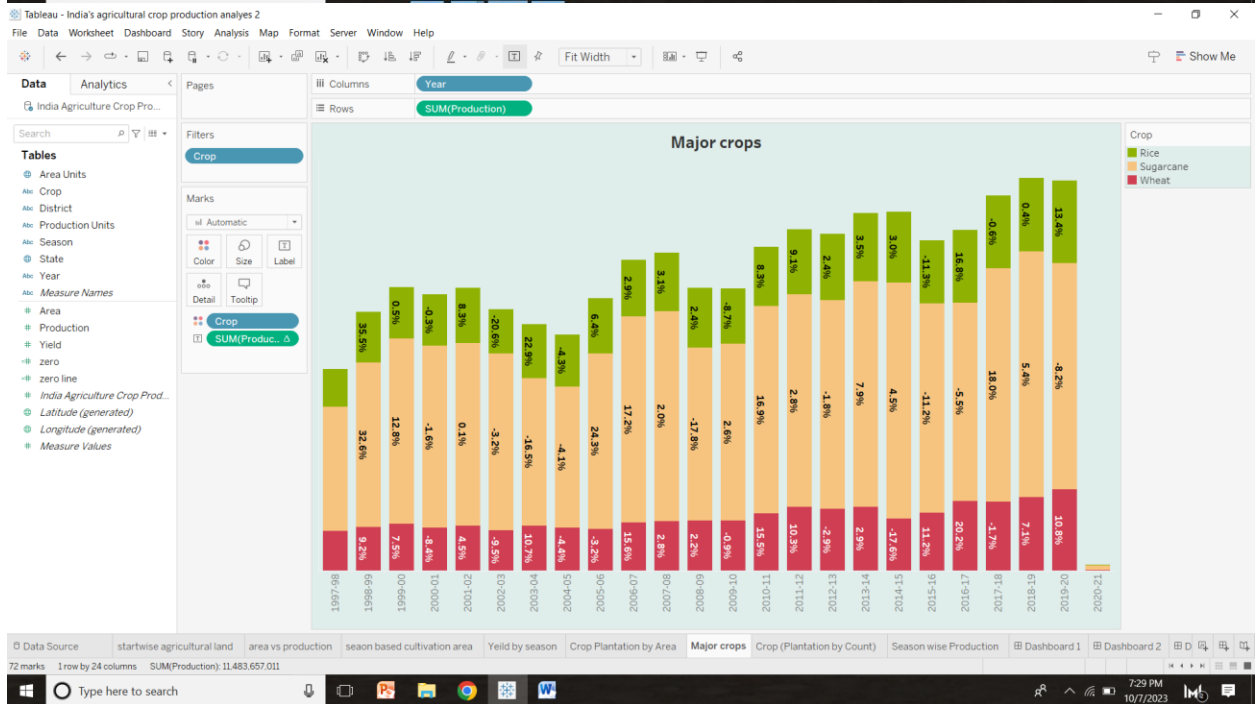 Tableau - India's agricultural crop production analyes 2
File Data Worksheet Dashboard Story Analysis Map Format Server Window Help
Fit Width
Show Me
Data Analytics
India Agriculture Crop Pro...
Search
Tables
Area Units
Abc Crop
Abc District
Abc Production Units
Abc Season
State
Abc Year
Abc Measure Names
# Area
# Production
# Yield
=# zero
=# zero line
# India Agriculture Crop Prod...
Latitude (generated)
Longitude (generated)
# Measure Values
Pages
Filters
Crop
Marks
Automatic
Color Size Label
Detail Tooltip
Crop
SUM(Produc.. Δ
iii Columns Year
Rows SUM(Production)
Major crops
35.5% 0.5% -0.3% 8.3% -20.6% 22.9% -4.3% 6.4% 2.9% 3.1% 2.4% -8.7% 8.3% 9.1% 2.4% 3.5% 3.0% -11.3% 16.8% -0.6% 0.4% 13.4%
32.6% 12.8% -1.6% 0.1% -3.2% -16.5% -4.1% 24.3% 17.2% 2.0% -17.8% 2.6% 16.9% 2.8% -1.8% 7.9% 4.5% -11.2% -5.5% 18.0% 5.4% -8.2%
9.2% 7.5% -8.4% 4.5% -9.5% 10.7% -4.4% -3.2% 15.6% 2.8% 2.2% -0.9% 15.5% 10.3% -2.9% 2.9% -17.6% 11.2% 20.2% -1.7% 7.1% 10.8%
1997-98 1998-99 1999-00 2000-01 2001-02 2002-03 2003-04 2004-05 2005-06 2006-07 2007-08 2008-09 2009-10 2010-11 2011-12 2012-13 2013-14 2014-15 2015-16 2016-17 2017-18 2018-19 2019-20 2020-21
Crop
Rice
Sugarcane
Wheat
Data Source startwise agricultural land area vs production seaon based cultivation area Yeild by season Crop Plantation by Area Major crops Crop (Plantation by Count) Season wise Production Dashboard 1 Dashboard 2 D
72 marks 1 row by 24 columns SUM(Production): 11.483.657.011
Type here to search
7:29 PM
10/7/2023